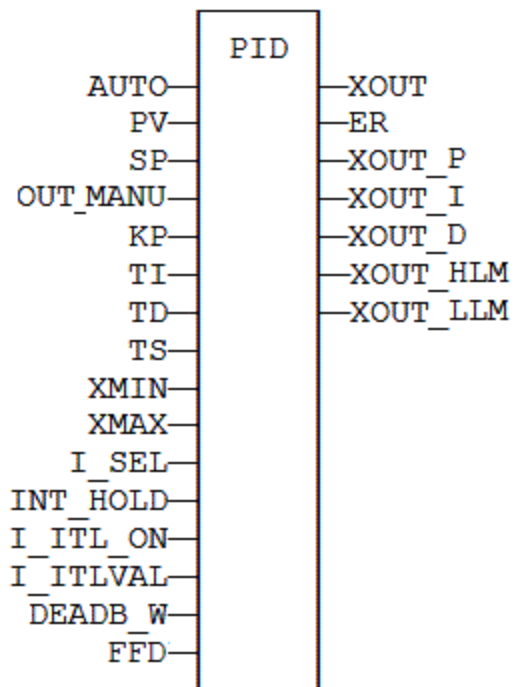 PID
AUTO XOUT
PV ER
SP XOUT_P
OUT_MANU XOUT_I
KP XOUT_D
TI XOUT_HLM
TD XOUT_LLM
TS
XMIN
XMAX
I_SEL
INT_HOLD
I_ITL_ON
I_ITLVAL
DEADB_W
FFD